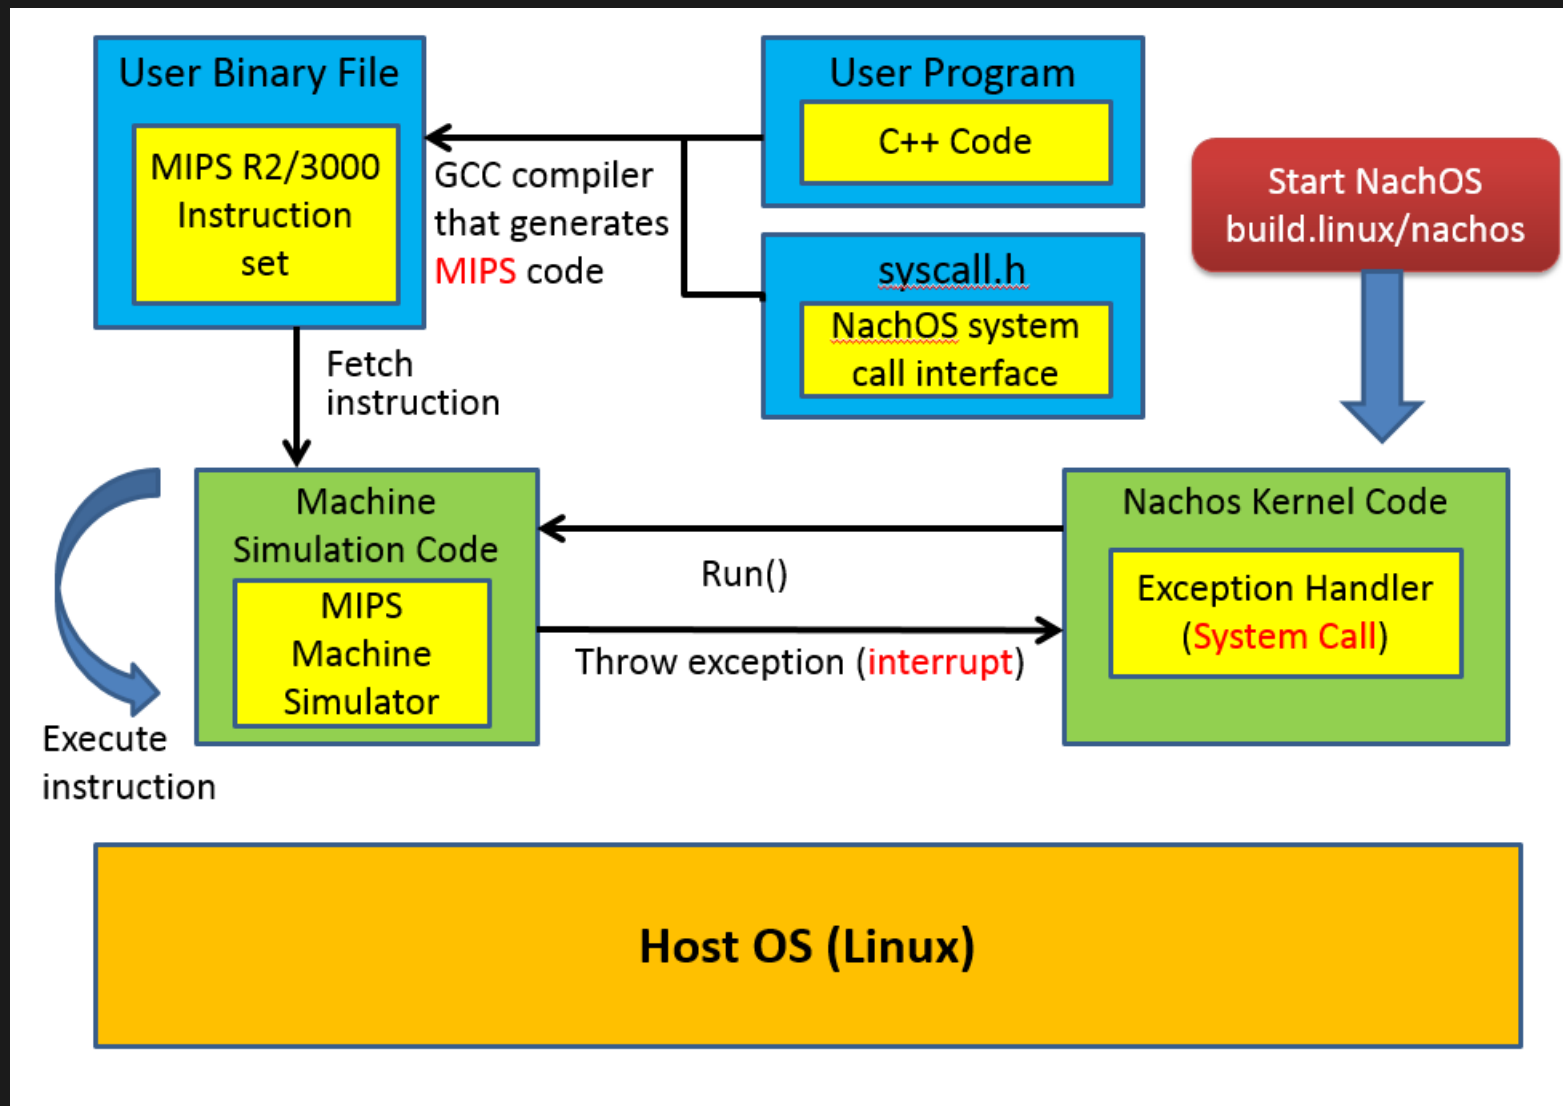 User Binary File
MIPS R2/3000
Instruction
set
GCC compiler
that generates
MIPS code
User Program
C++ Code
syscall.h
NachOS system
call interface
Start NachOS
build.linux/nachos
Fetch
instruction
Machine
Simulation Code
MIPS
Machine
Simulator
Execute
instruction
Run()
Throw exception (interrupt)
Nachos Kernel Code
Exception Handler
(System Call)
Host OS (Linux)